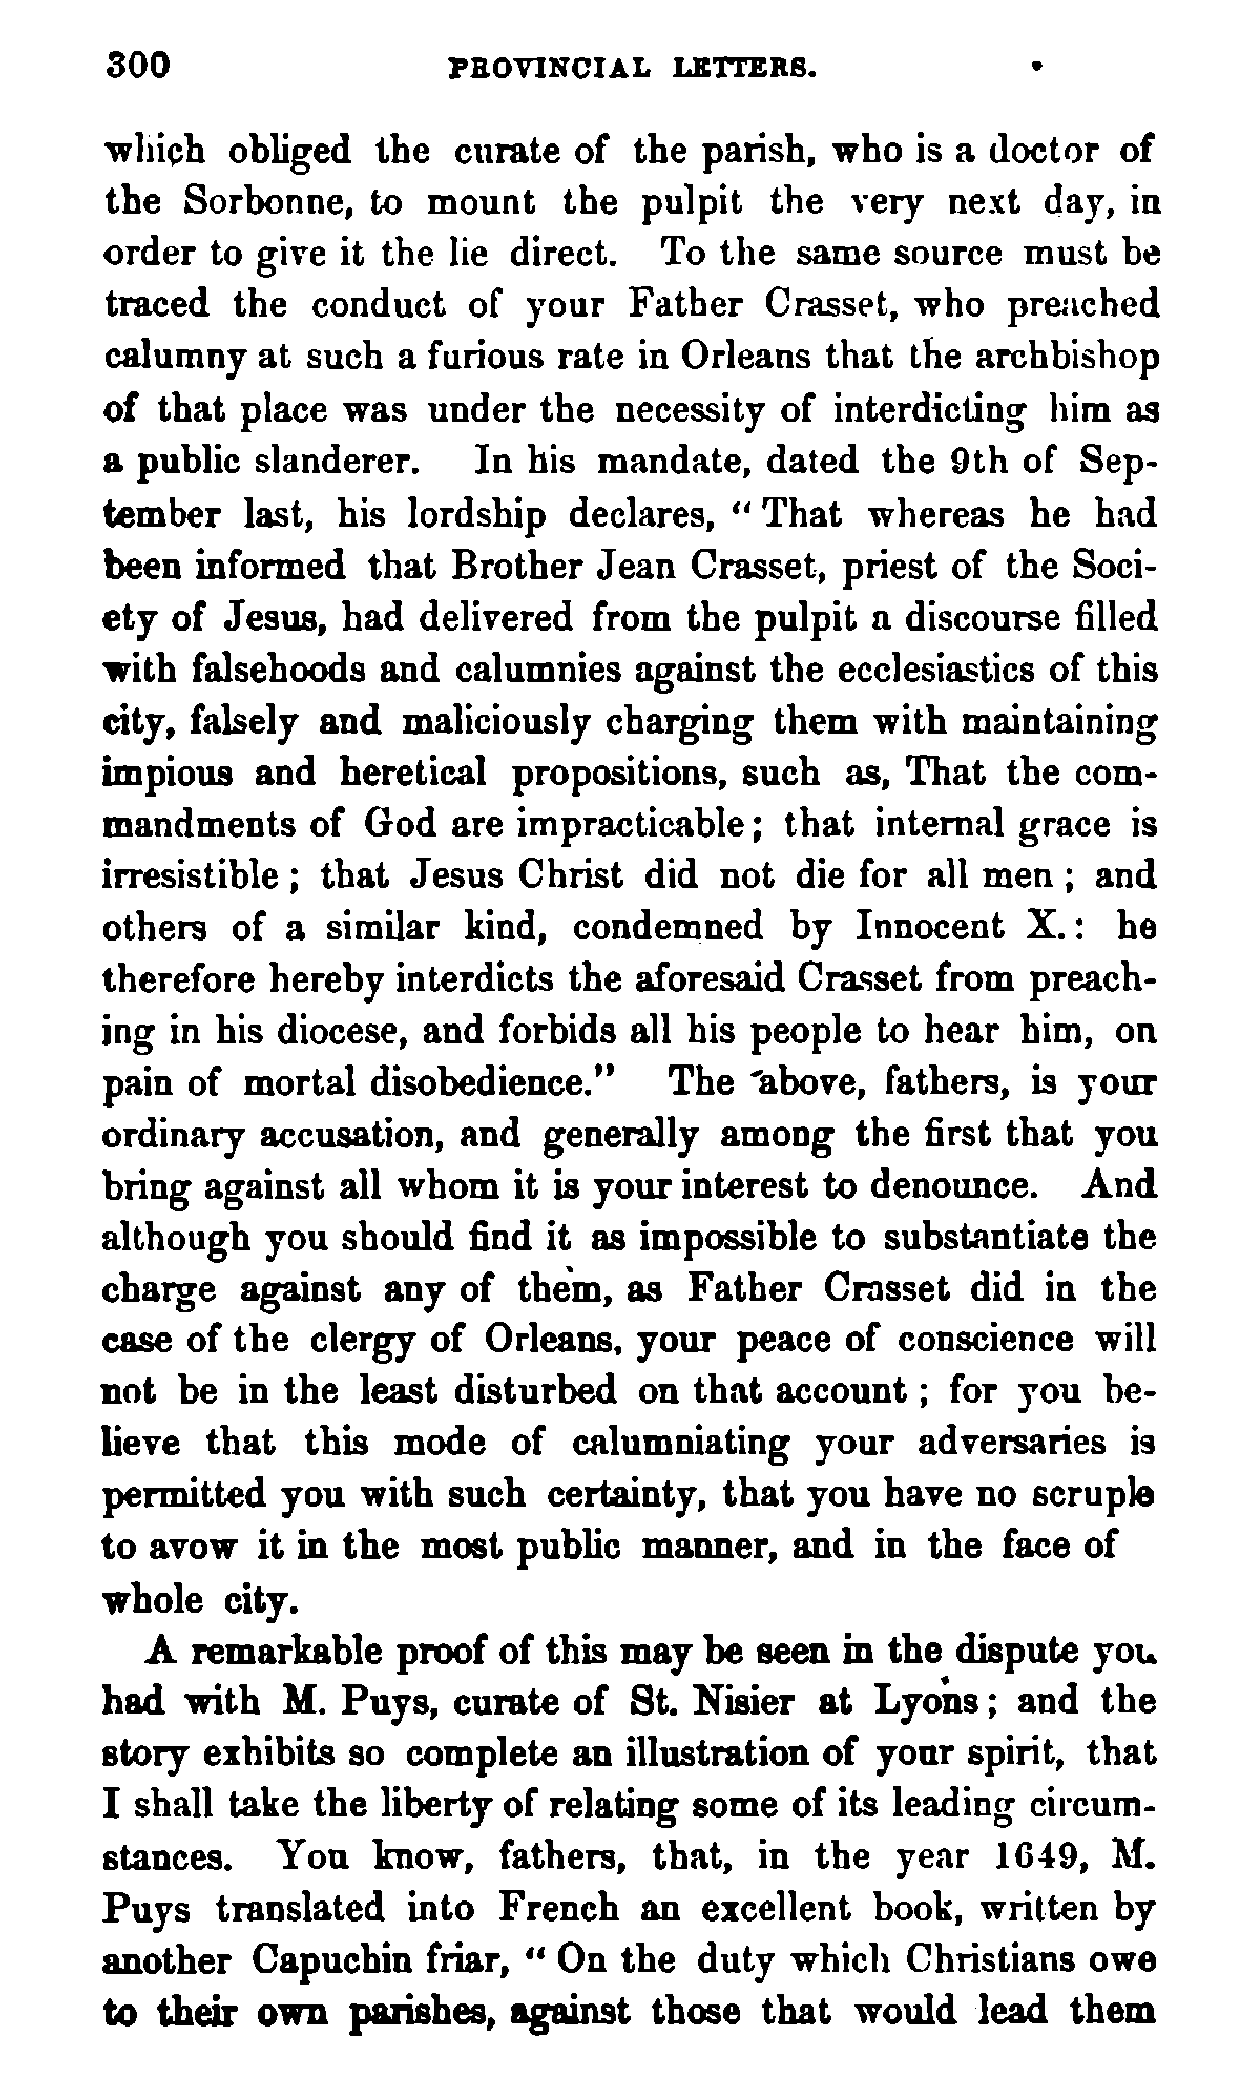 300 PROVINCIAL LETTERS.
which obliged the curate of the parish, who is a doctor of
the Sorbonne, to mount the pulpit the very next day, in
order to give it the lie direct. To the same source must be
traced the conduct of your Father Crasset, who preached
calumny at such a furious rate in Orleans that the archbishop
of that place was under the necessity of interdicting him as
a public slanderer. In his mandate, dated the 9th of Sep-
tember last, his lordship declares, “ That whereas he had
been informed that Brother Jean Crasset, priest of the Soci-
ety of Jesus, had delivered from the pulpit a discourse filled
with falsehoods and calumnies against the ecclesiastics of this
city, falsely and maliciously charging them with maintaining
impious and heretical propositions, such as, That the com-
mandments of God are impracticable ; that internal grace is
irresistible ; that Jesus Christ did not die for all men ; and
others of a similar kind, condemned by Innocent X. : he
therefore hereby interdicts the aforesaid Crasset from preach-
ing in his diocese, and forbids all his people to hear him, on
pain of mortal disobedience.” The above, fathers, is your
ordinary accusation, and generally among the first that you
bring against all whom it is your interest to denounce. And
although you should find it as impossible to substantiate the
charge against any of them, as Father Crasset did in the
case of the clergy of Orleans, your peace of conscience will
not be in the least disturbed on that account ; for you be-
lieve that this mode of calumniating your adversaries is
permitted you with such certainty, that you have no scruple
to avow it in the most public manner, and in the face of
whole city.
A remarkable proof of this may be seen in the dispute you
had with M. Puys, curate of St. Nisier at Lyons ; and the
story exhibits so complete an illustration of your spirit, that
I shall take the liberty of relating some of its leading circum-
stances. You know, fathers, that, in the year 1649, M.
Puys translated into French an excellent book, written by
another Capuchin friar, “ On the duty which Christians owe
to their own parishes, against those that would lead them